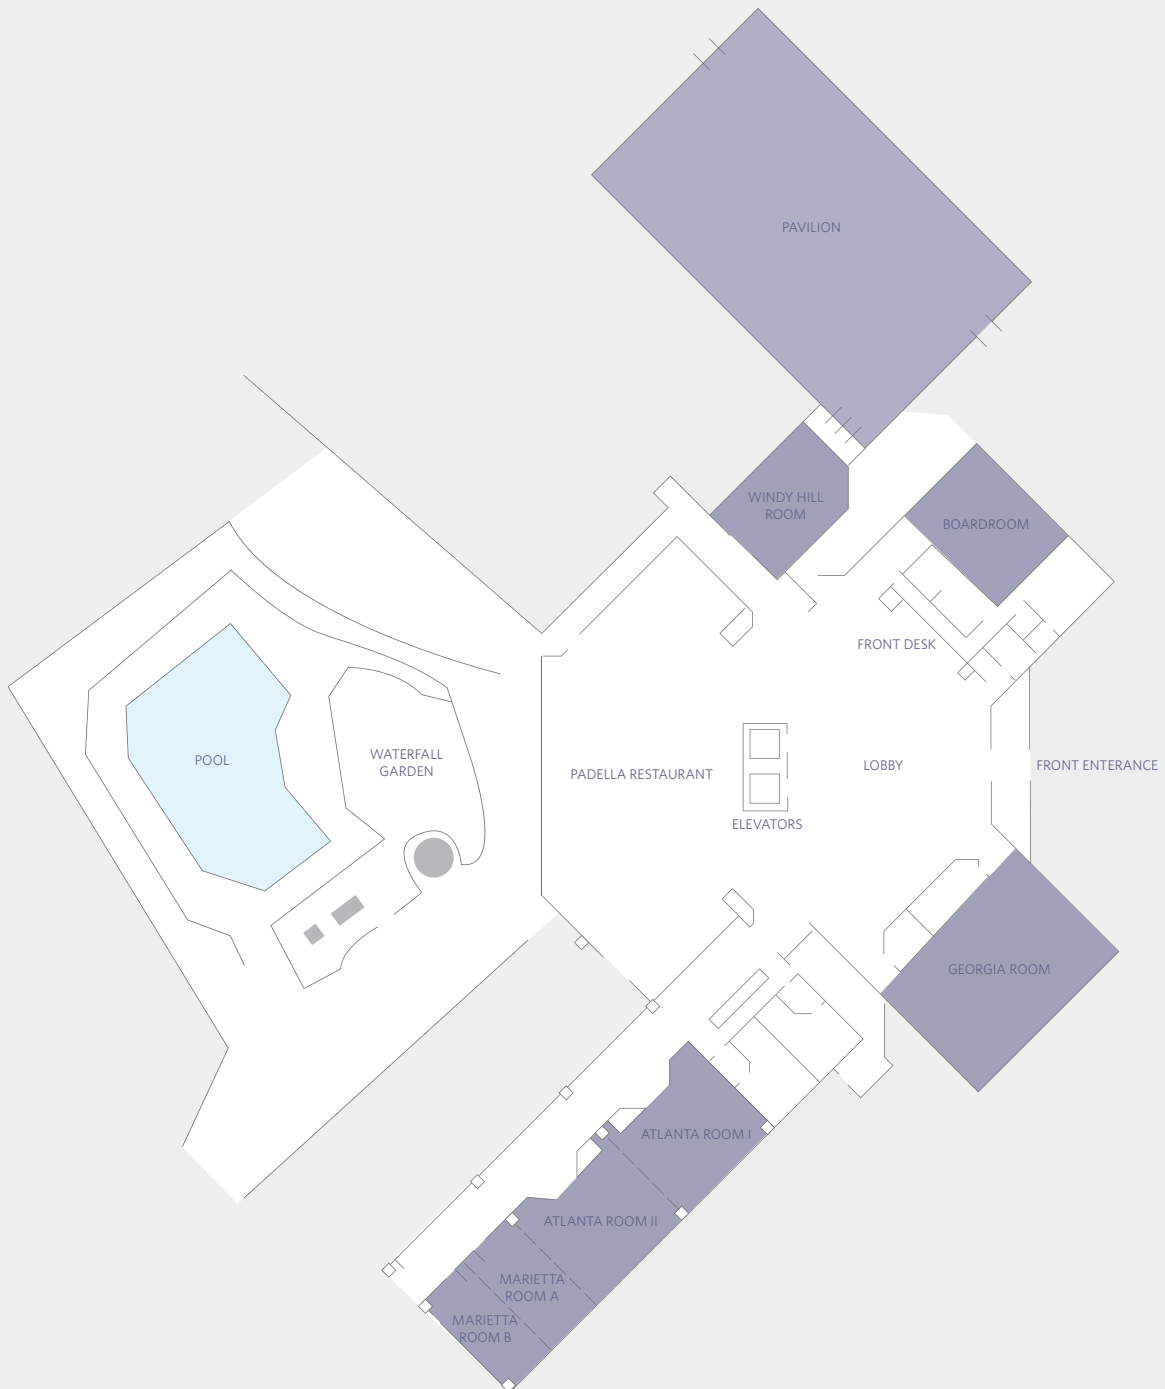 PAVILION
WINDY HILL
ROOM
BOARDROOM
FRONT DESK
POOL
WATERFALL
GARDEN
PADELLA RESTAURANT
LOBBY
FRONT ENTERANCE
ELEVATORS
GEORGIA ROOM
ATLANTA ROOM I
ATLANTA ROOM II
MARIETTA
ROOM A
MARIETTA
ROOM B